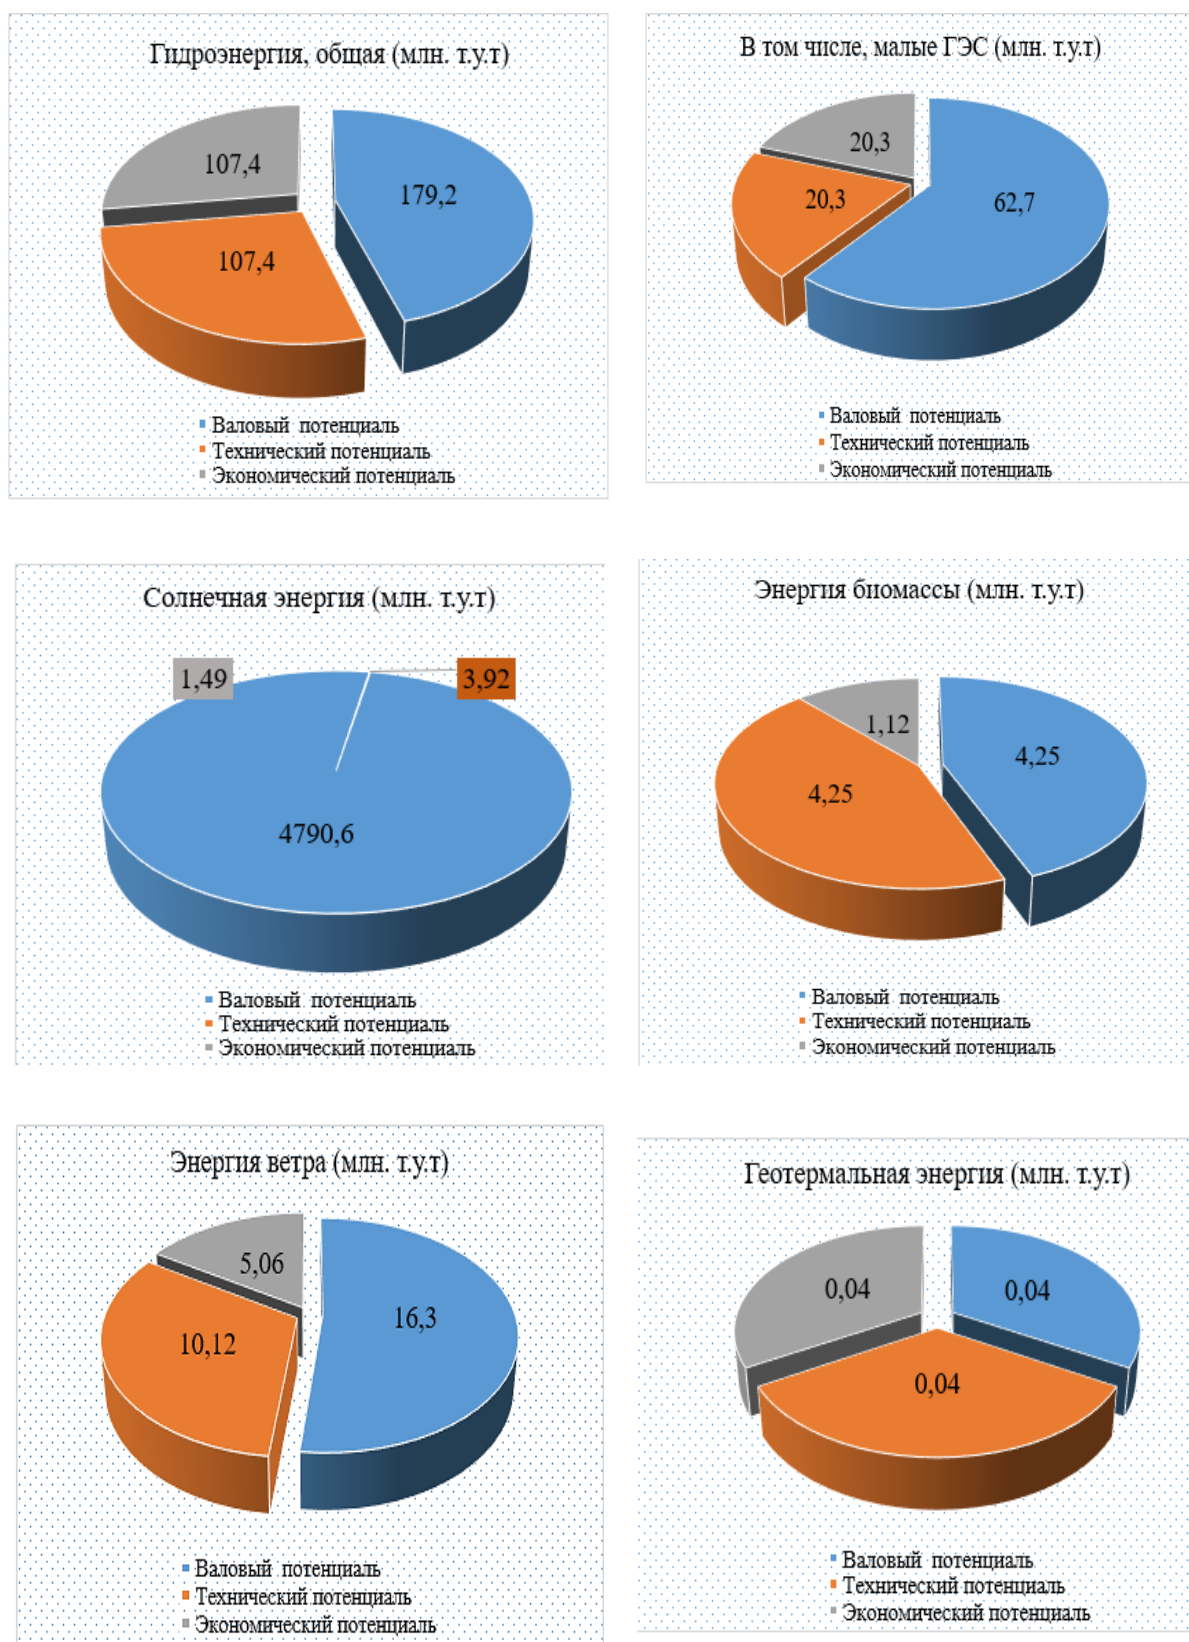 Гидроэнергия, общая (млн. т.у.т)
107,4
179,2
107,4
Валовый потенциаль
Технический потенциаль
Экономический потенциаль
В том числе, малые ГЭС (млн. т.у.т)
20,3
20,3
62,7
Валовый потенциаль
Технический потенциаль
Экономический потенциаль
Солнечная энергия (млн. т.у.т)
1,49
3,92
4790,6
Валовый потенциаль
Технический потенциаль
Экономический потенциаль
Энергия биомассы (млн. т.у.т)
1,12
4,25
4,25
Валовый потенциаль
Технический потенциаль
Экономический потенциаль
Энергия ветра (млн. т.у.т)
5,06
16,3
10,12
Валовый потенциаль
Технический потенциаль
Экономический потенциаль
Геотермальная энергия (млн. т.у.т)
0,04
0,04
0,04
Валовый потенциаль
Технический потенциаль
Экономический потенциаль